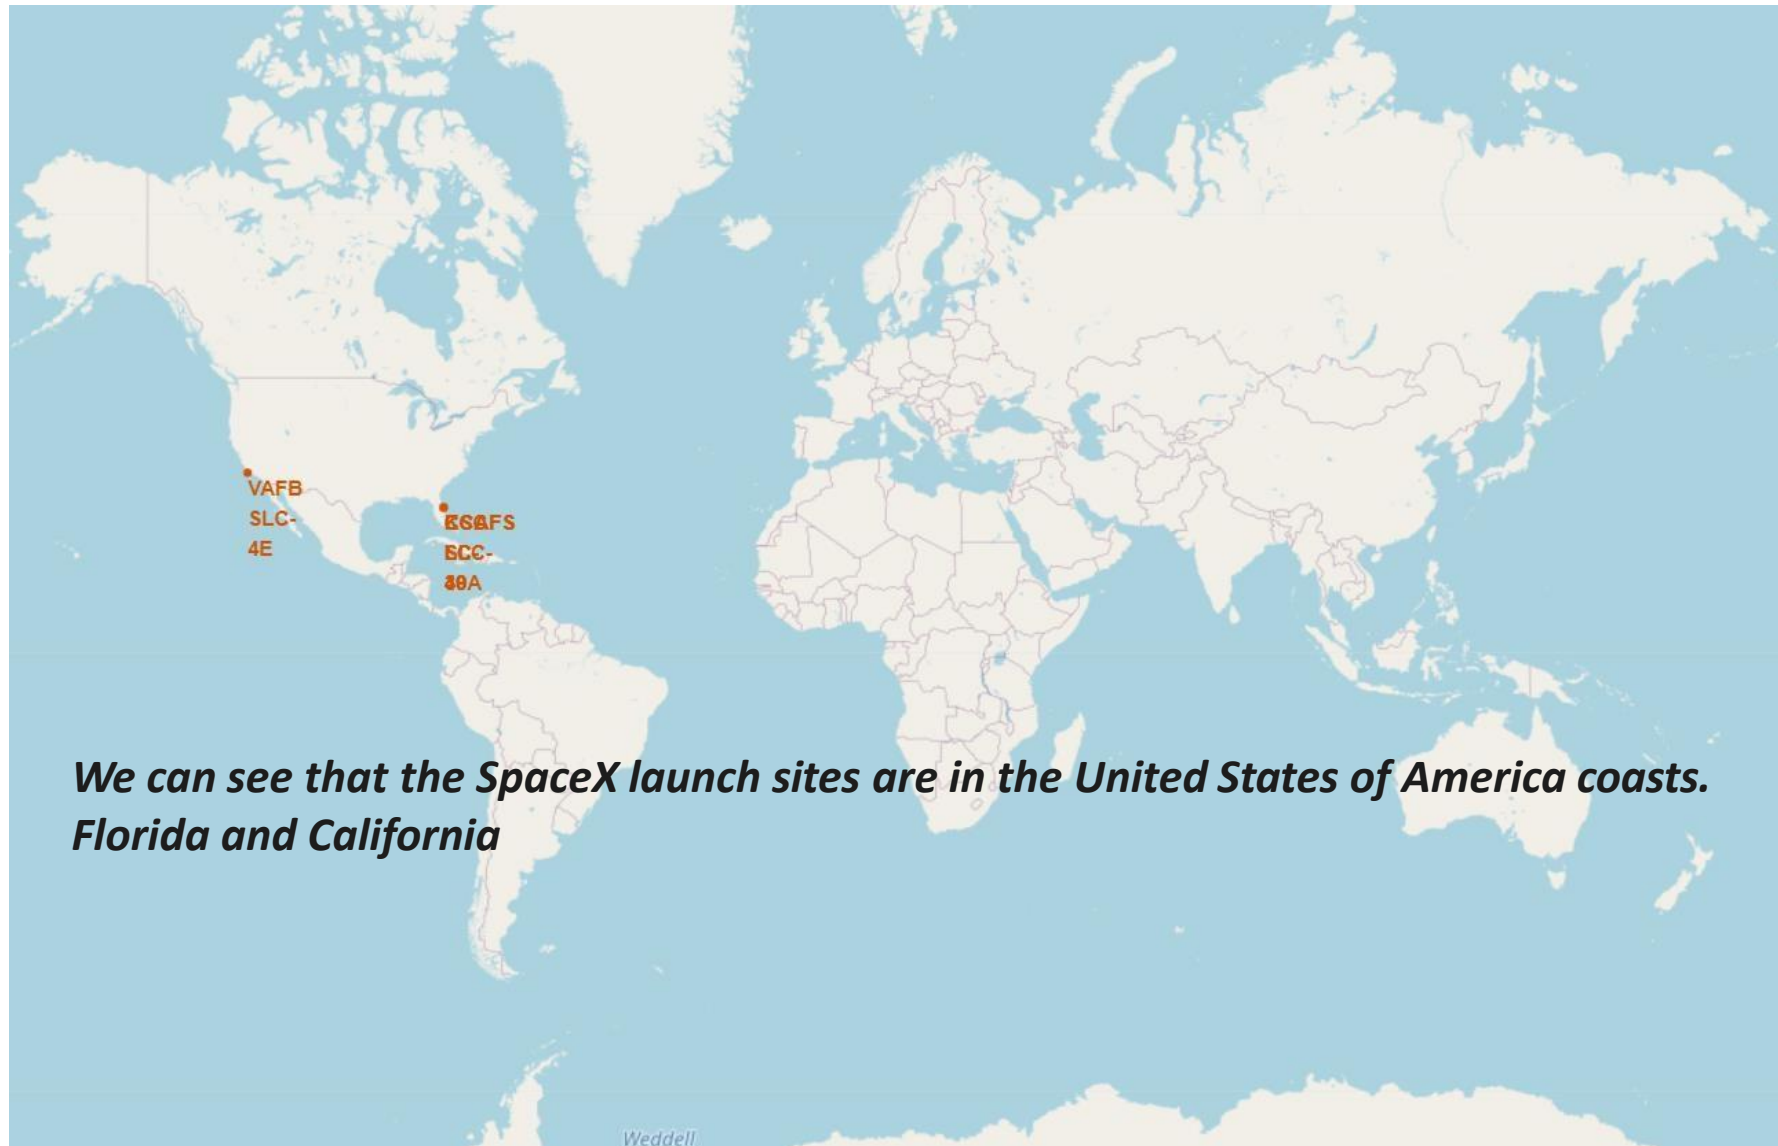 VAFB
SLC-
4E
We can see that the SpaceX launch sites are in the United States of America coasts.
Florida and California
Weddell